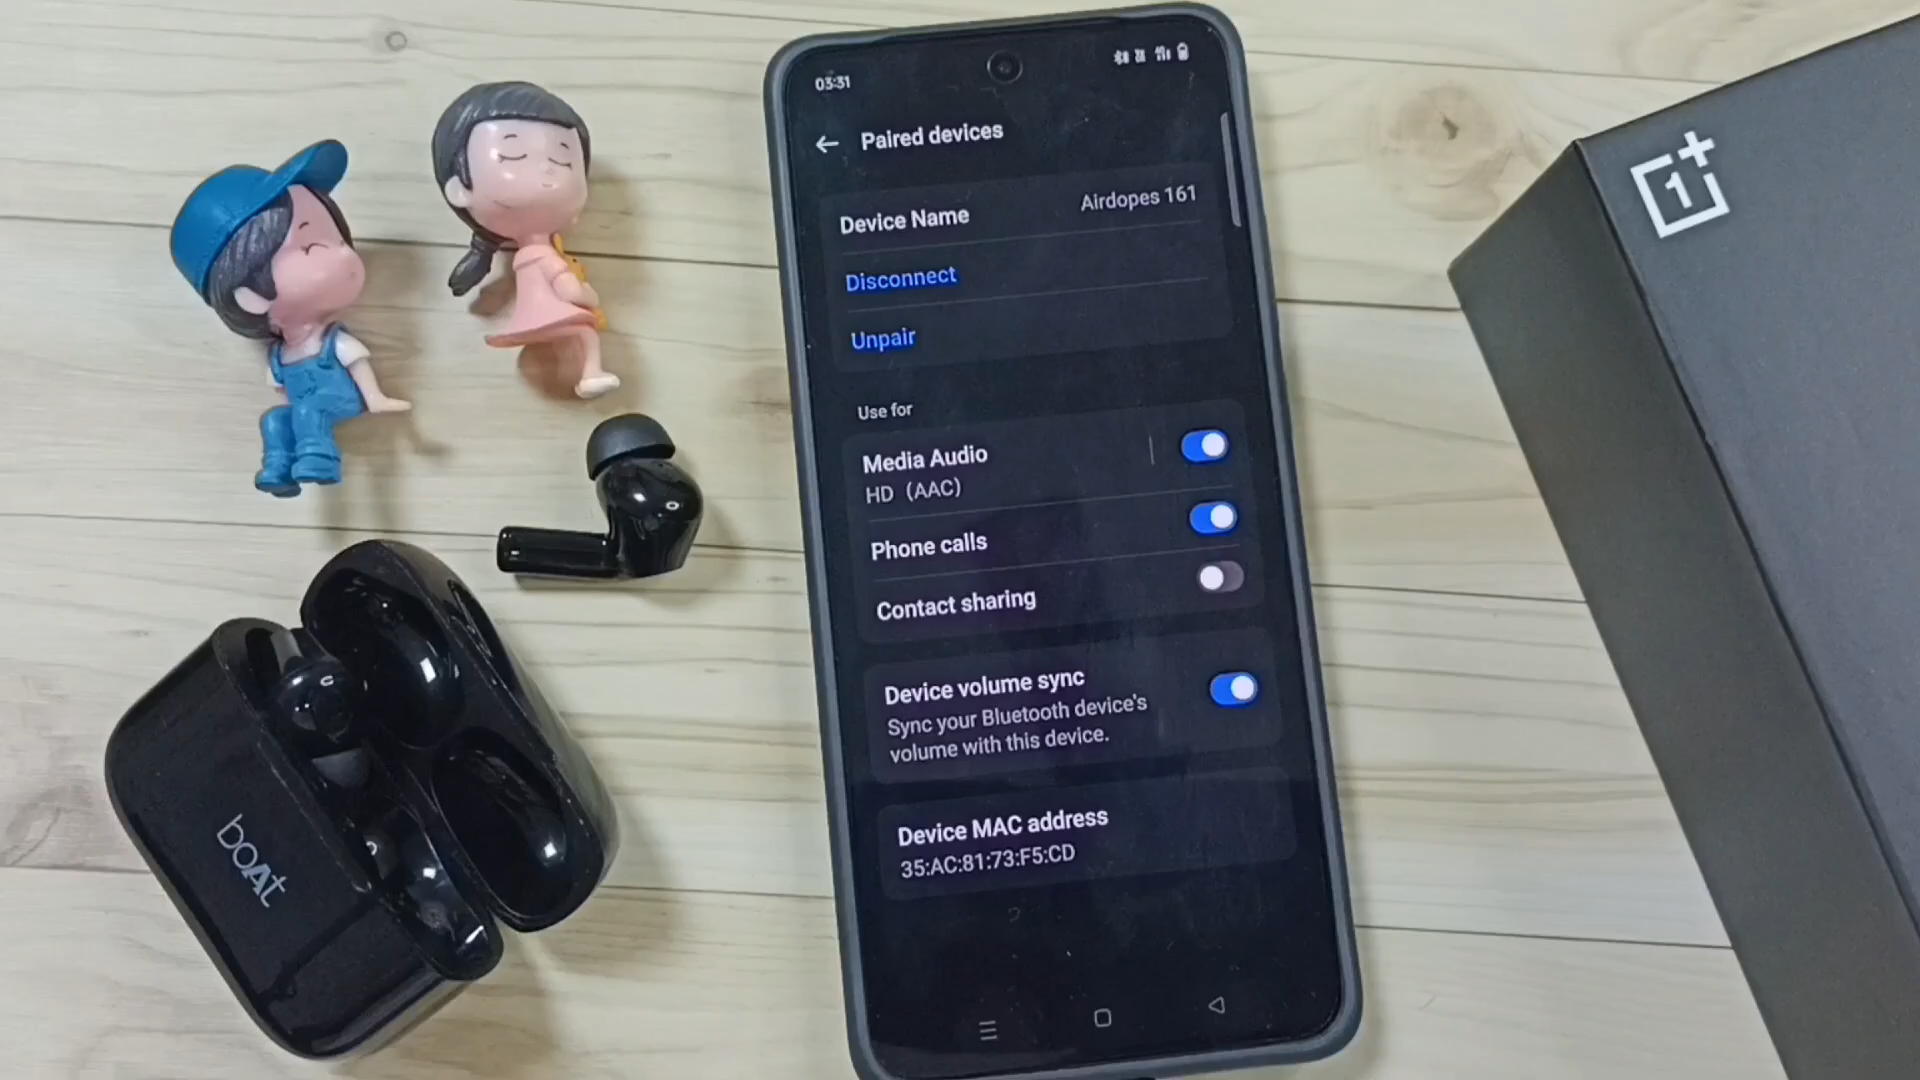 03:31
Paired devices
Device Name
Airdopes 161
Disconnect
Unpair
Use for
Media Audio
HD (AAC)
Phone calls
Contact sharing
Device volume sync
Sync your Bluetooth device's
volume with this device.
Device MAC address
35:AC:81:73:F5:CD
boAt
1+